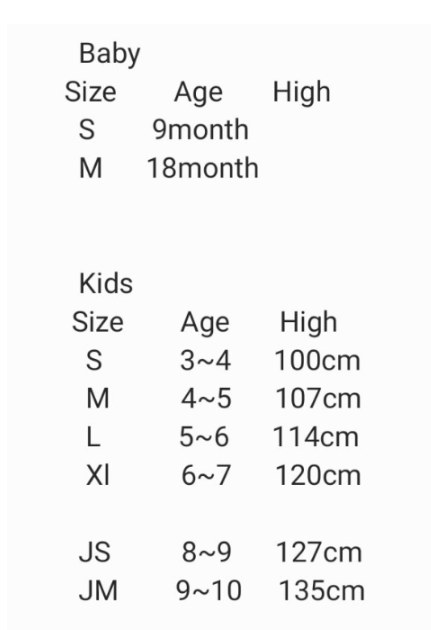 Baby
Size Age High
S 9month
M 18month
Kids
Size Age High
S 3~4 100cm
M 4~5 107cm
L 5~6 114cm
Xl 6~7 120cm
JS 8~9 127cm
JM 9~10 135cm